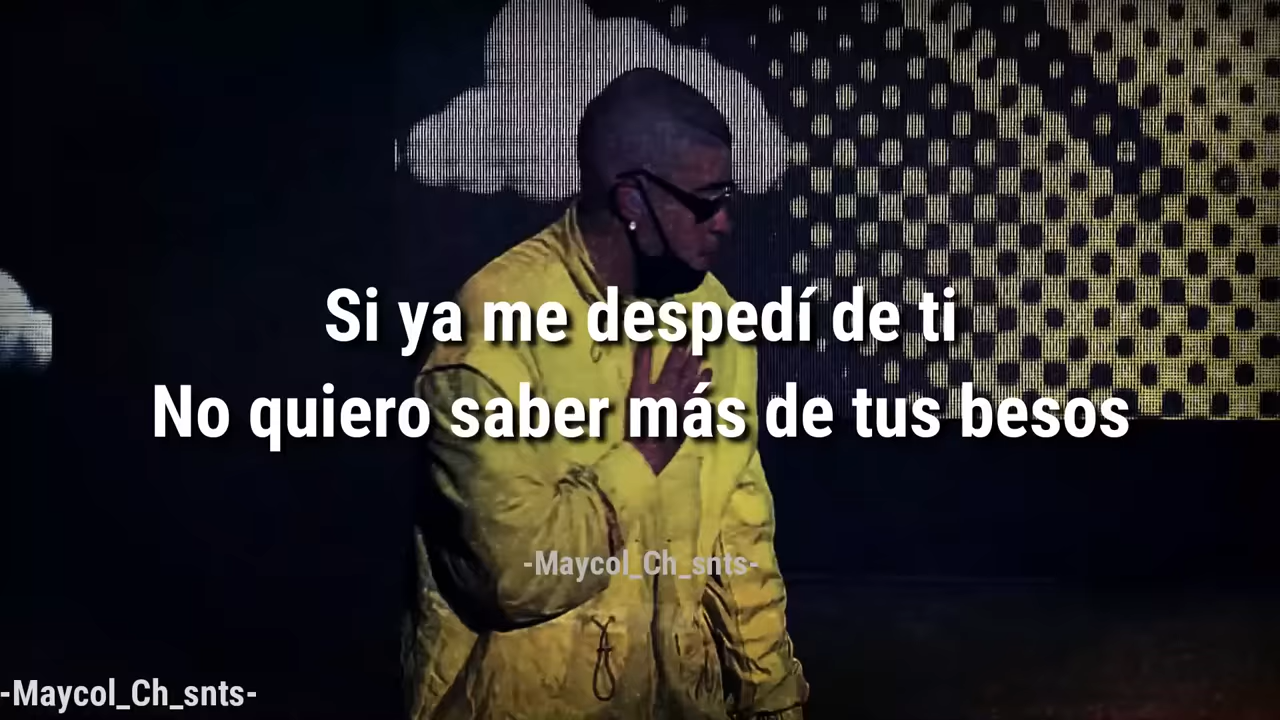 Si ya me despedí de ti
No quiero saber más de tus besos
-Maycol_Ch_snts-
-Maycol_Ch_snts-